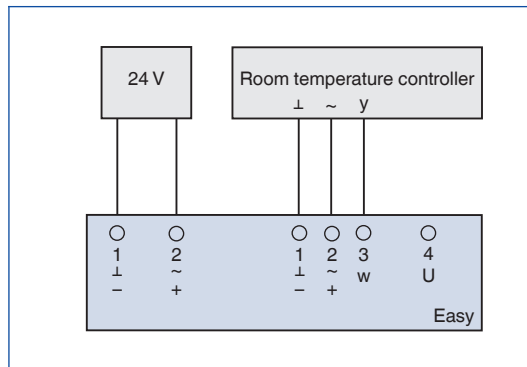 24 V
Room temperature controller
⊥ ~ y
1 2 1 2 3 4
⊥ ~ ⊥ ~ w U
– + – +
Easy